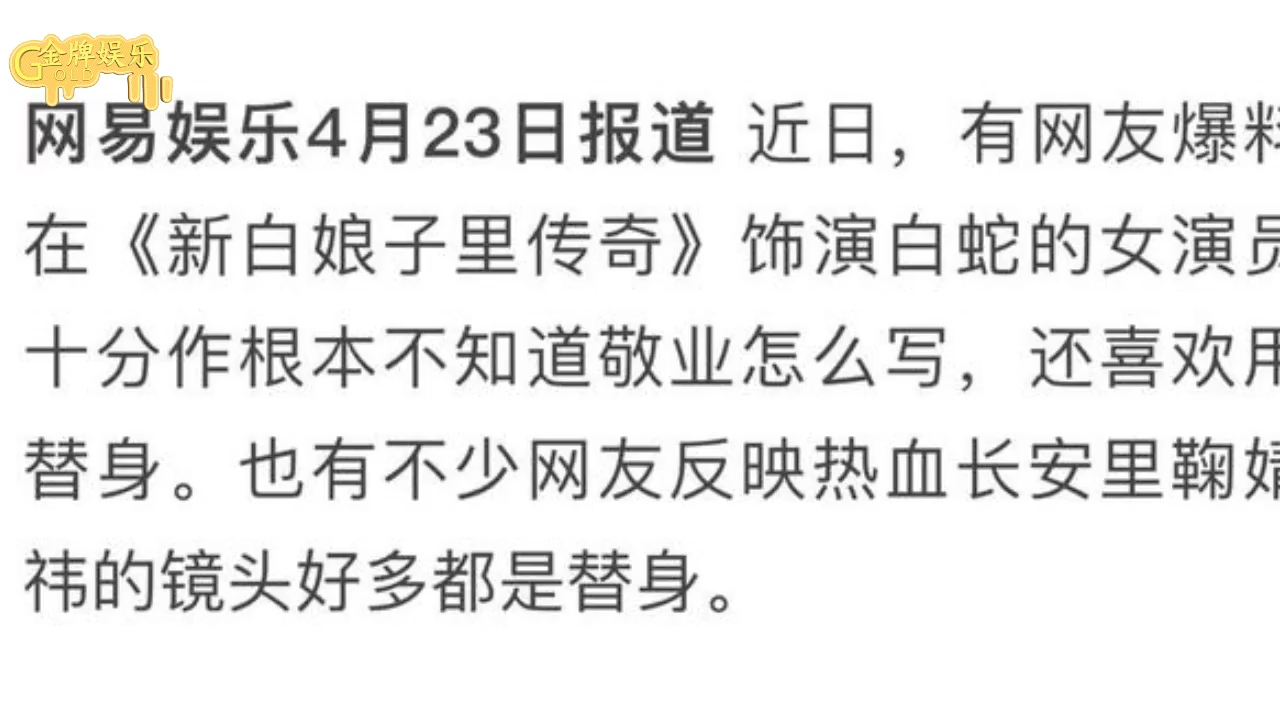 金牌娱乐
GOLD
网易娱乐4月23日报道 近日，有网友爆料
在《新白娘子里传奇》饰演白蛇的女演员
十分作根本不知道敬业怎么写，还喜欢用
替身。也有不少网友反映热血长安里鞠婧
祎的镜头好多都是替身。